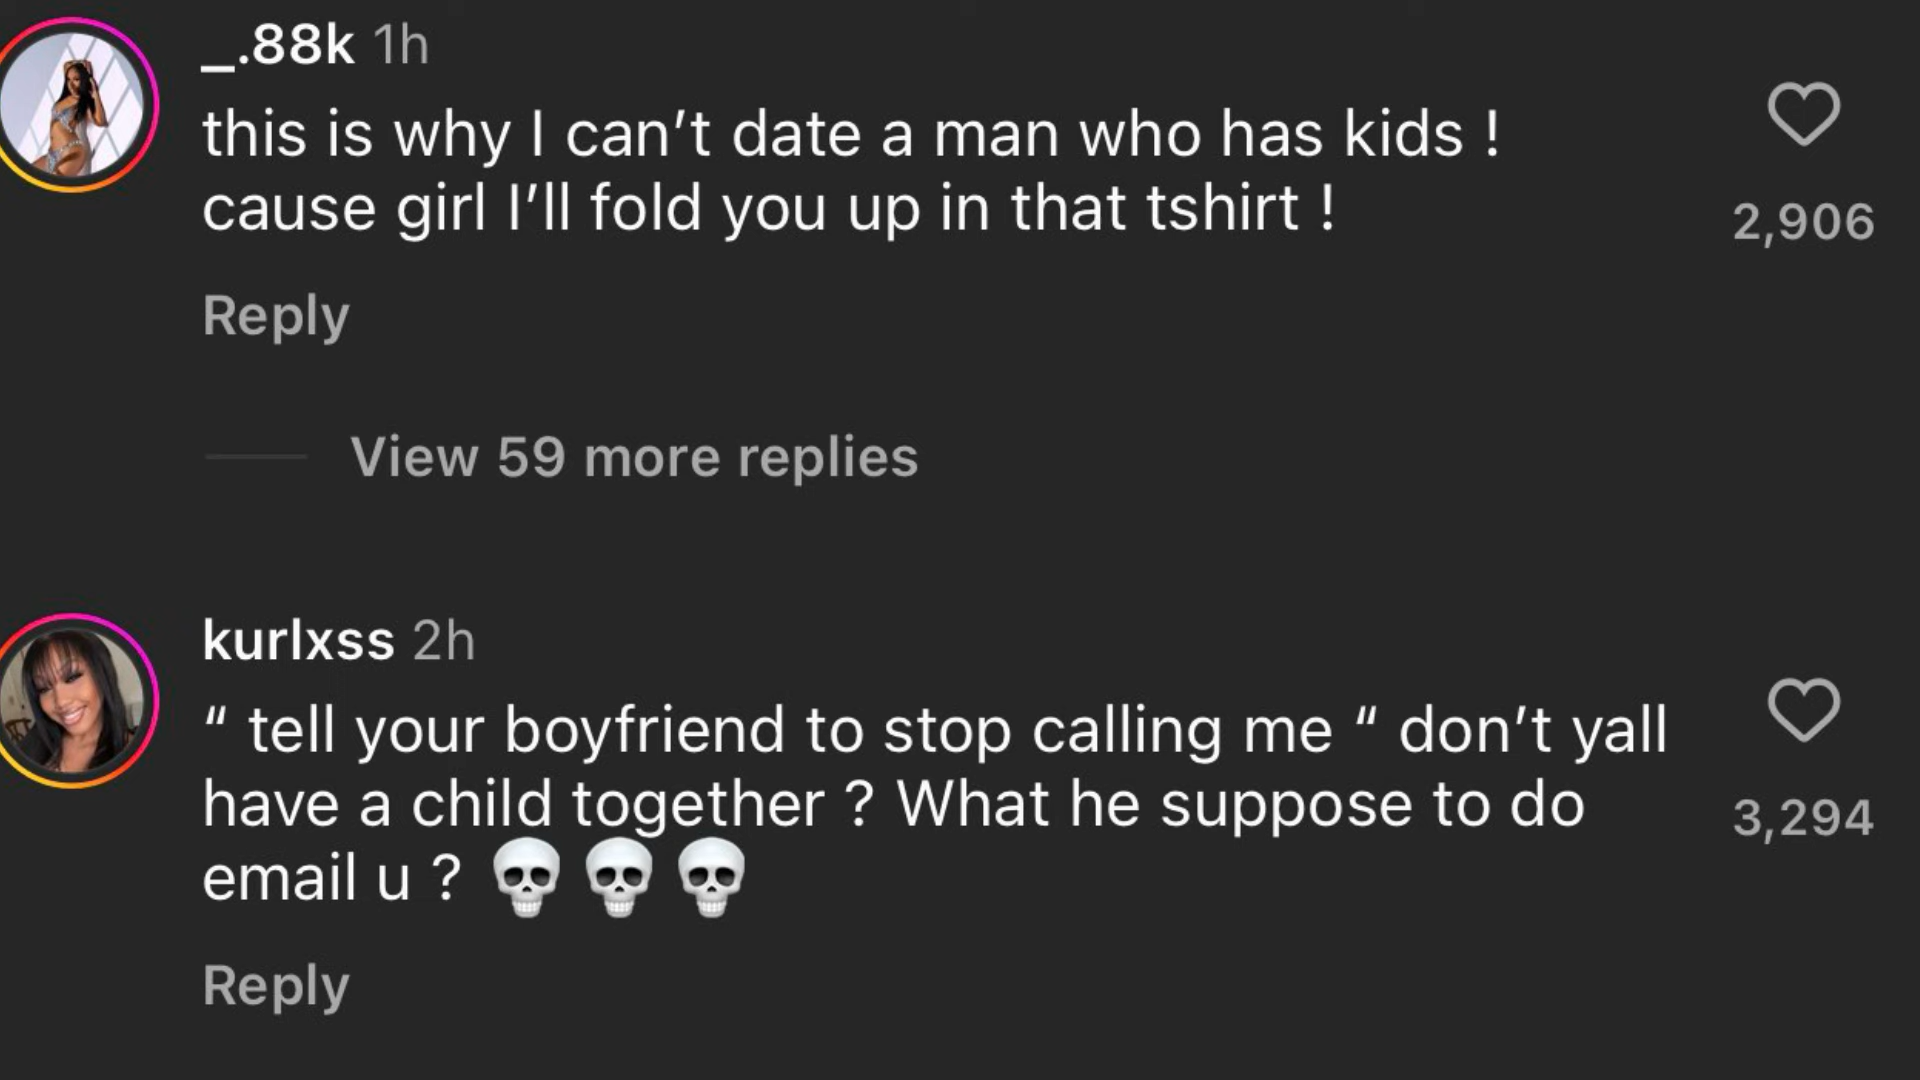 _.88k 1h
this is why I can’t date a man who has kids !
cause girl I’ll fold you up in that tshirt !
2,906
Reply
View 59 more replies
kurlxss 2h
“ tell your boyfriend to stop calling me “ don’t yall
have a child together ? What he suppose to do
email u ? 💀 💀 💀
3,294
Reply